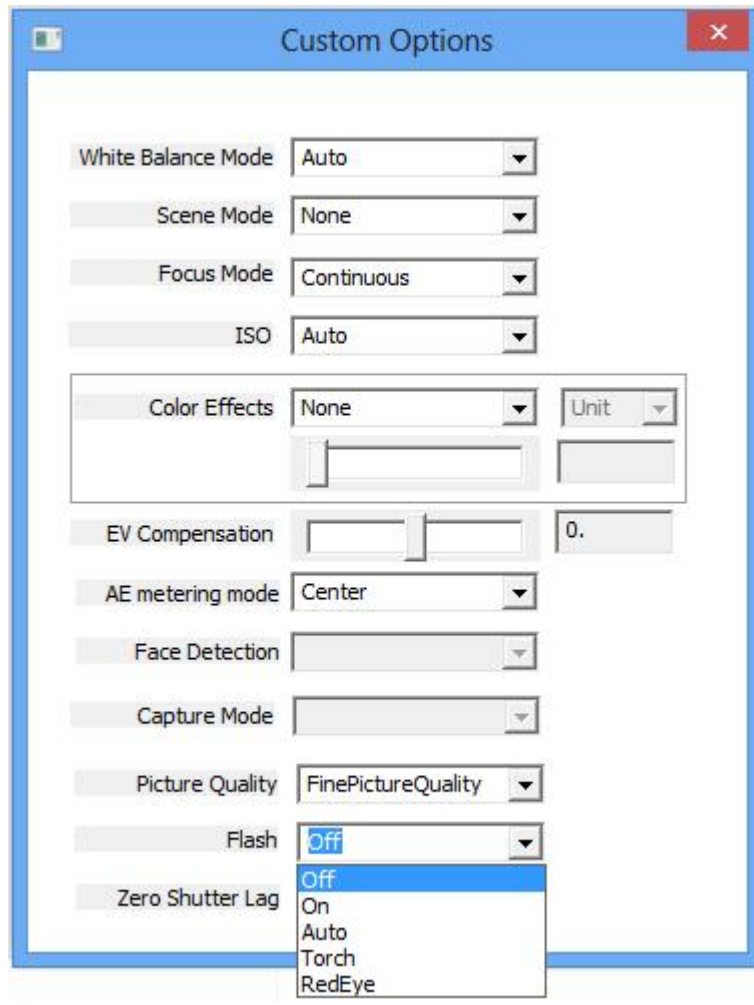 Custom Options
White Balance Mode Auto
Scene Mode None
Focus Mode Continuous
ISO Auto
Color Effects None Unit
EV Compensation 0.
AE metering mode Center
Face Detection
Capture Mode
Picture Quality FinePictureQuality
Flash Off
Off
Zero Shutter Lag On
Auto
Torch
RedEye